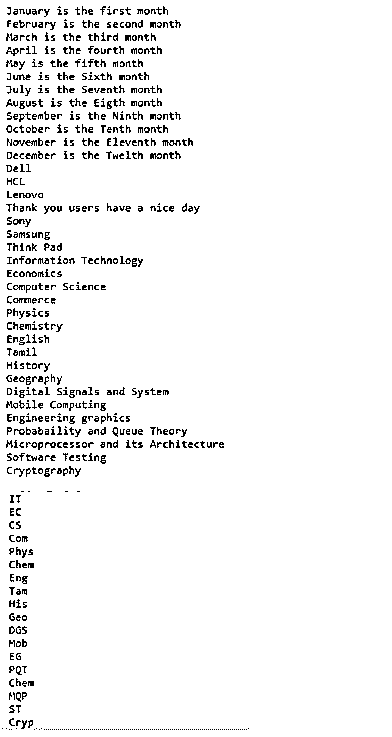 January is the first month
February is the second month
March is the third month
April is the fourth month
May is the fifth month
June is the Sixth month
July is the Seventh month
August is the Eigth month
September is the Ninth month
October is the Tenth month
November is the Eleventh month
December is the Twelth month
Dell
HCL
Lenovo
Thank you users have a nice day
Sony
Samsung
Think Pad
Information Technology
Economics
Computer Science
Commerce
Physics
Chemistry
English
Tamil
History
Geography
Digital Signals and System
Mobile Computing
Engineering graphics
Probabaility and Queue Theory
Microprocessor and its Architecture
Software Testing
Cryptography
IT
EC
CS
Com
Phys
Chem
Eng
Tam
His
Geo
DGS
Mob
EG
PQT
Chem
MQP
ST
Cryp